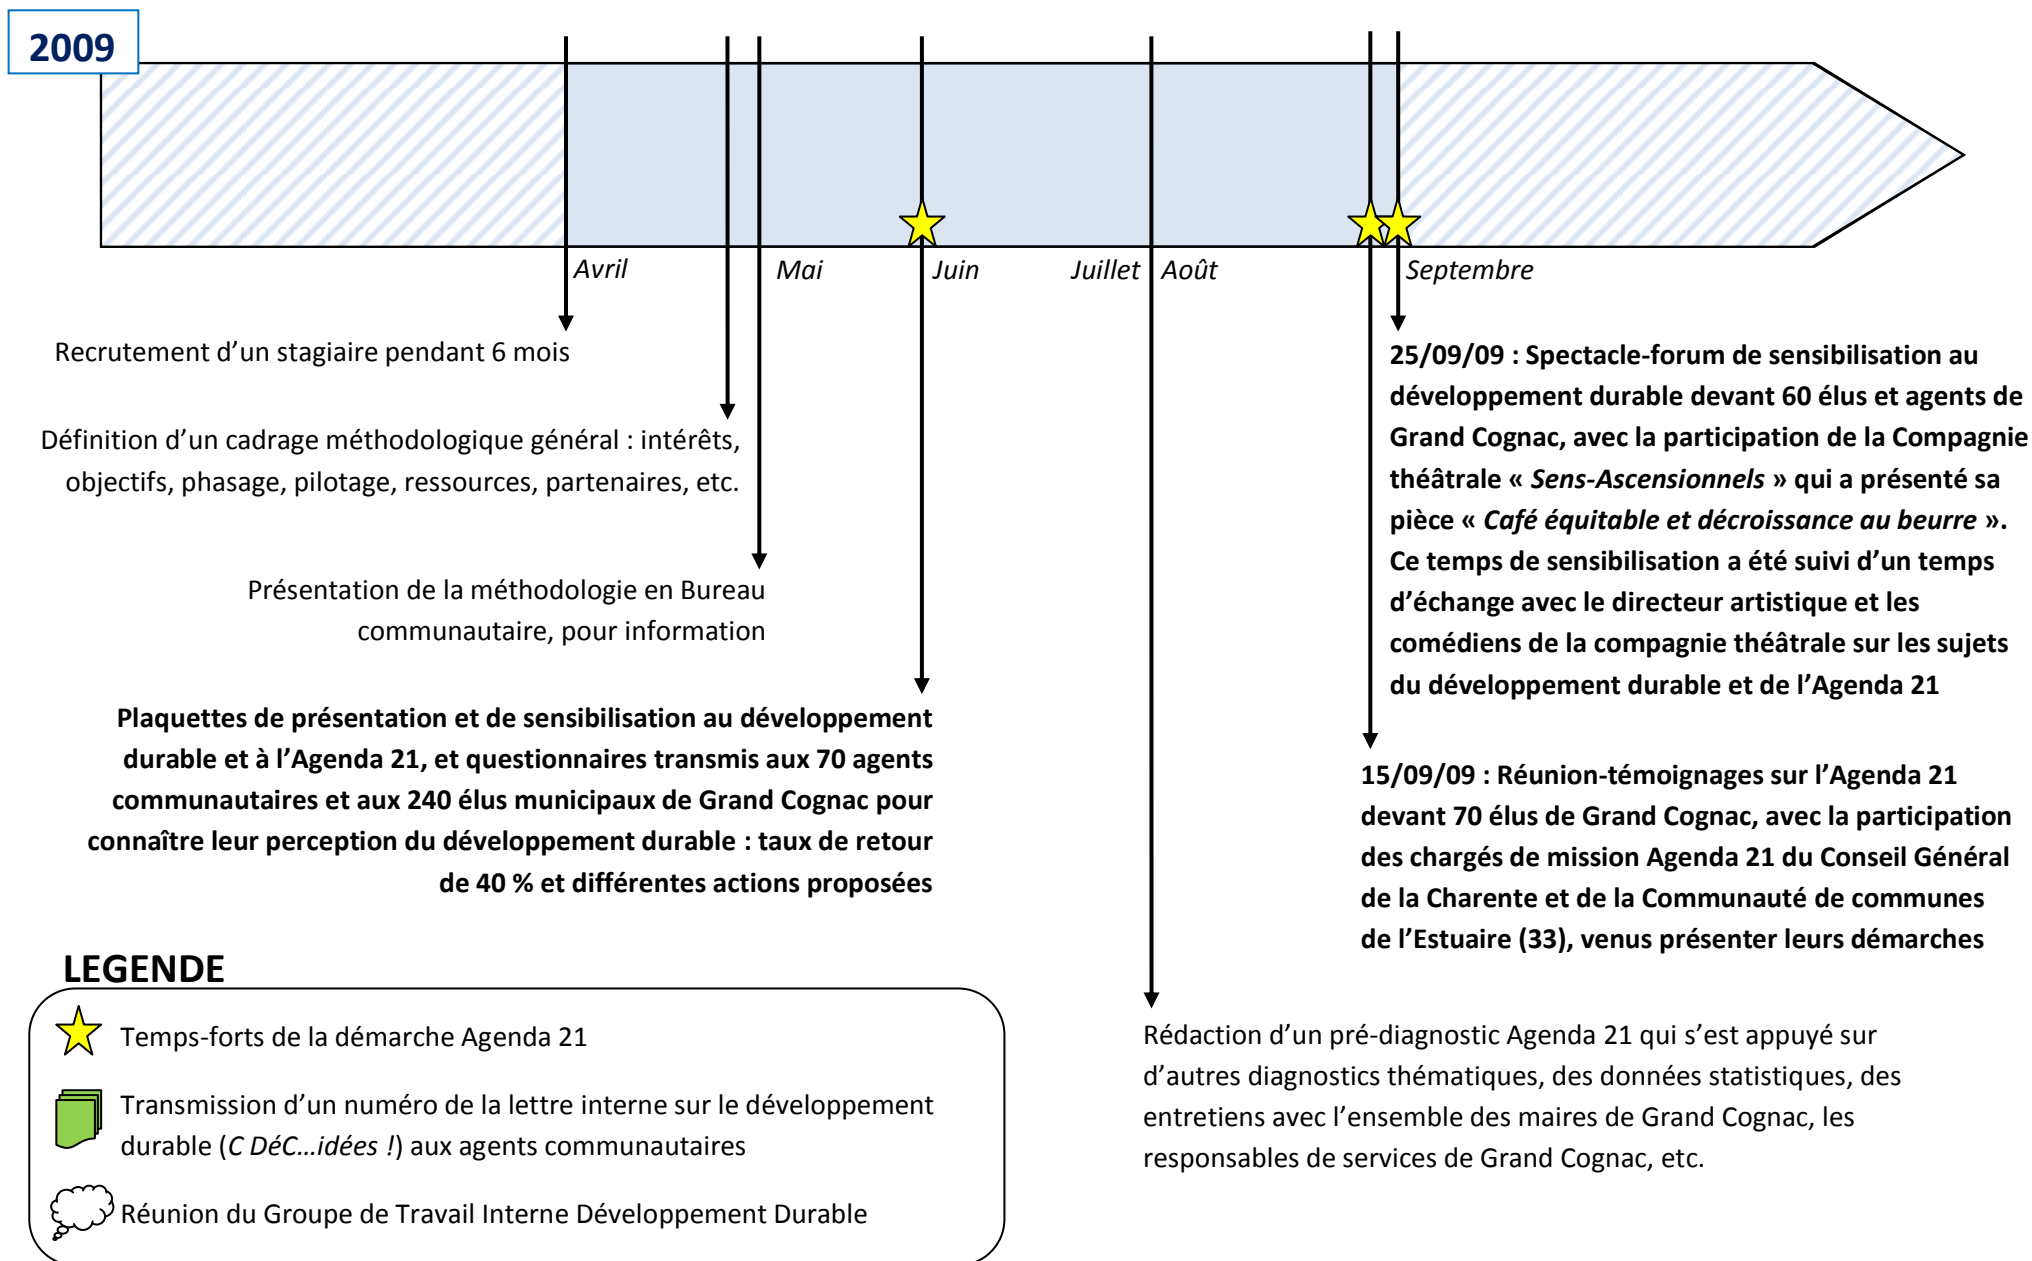 2009
Avril
Mai
Juin
Juillet
Août
Septembre
Recrutement d’un stagiaire pendant 6 mois
Définition d’un cadrage méthodologique général : intérêts,
objectifs, phasage, pilotage, ressources, partenaires, etc.
Présentation de la méthodologie en Bureau
communautaire, pour information
Plaquettes de présentation et de sensibilisation au développement
durable et à l’Agenda 21, et questionnaires transmis aux 70 agents
communautaires et aux 240 élus municipaux de Grand Cognac pour
connaître leur perception du développement durable : taux de retour
de 40 % et différentes actions proposées
25/09/09 : Spectacle-forum de sensibilisation au
développement durable devant 60 élus et agents de
Grand Cognac, avec la participation de la Compagnie
théâtrale « Sens-Ascensionnels » qui a présenté sa
pièce « Café équitable et décroissance au beurre ».
Ce temps de sensibilisation a été suivi d’un temps
d’échange avec le directeur artistique et les
comédiens de la compagnie théâtrale sur les sujets
du développement durable et de l’Agenda 21
15/09/09 : Réunion-témoignages sur l’Agenda 21
devant 70 élus de Grand Cognac, avec la participation
des chargés de mission Agenda 21 du Conseil Général
de la Charente et de la Communauté de communes
de l’Estuaire (33), venus présenter leurs démarches
Rédaction d’un pré-diagnostic Agenda 21 qui s’est appuyé sur
d’autres diagnostics thématiques, des données statistiques, des
entretiens avec l’ensemble des maires de Grand Cognac, les
responsables de services de Grand Cognac, etc.
LEGENDE
Temps-forts de la démarche Agenda 21
Transmission d’un numéro de la lettre interne sur le développement
durable (C DéC…idées !) aux agents communautaires
Réunion du Groupe de Travail Interne Développement Durable